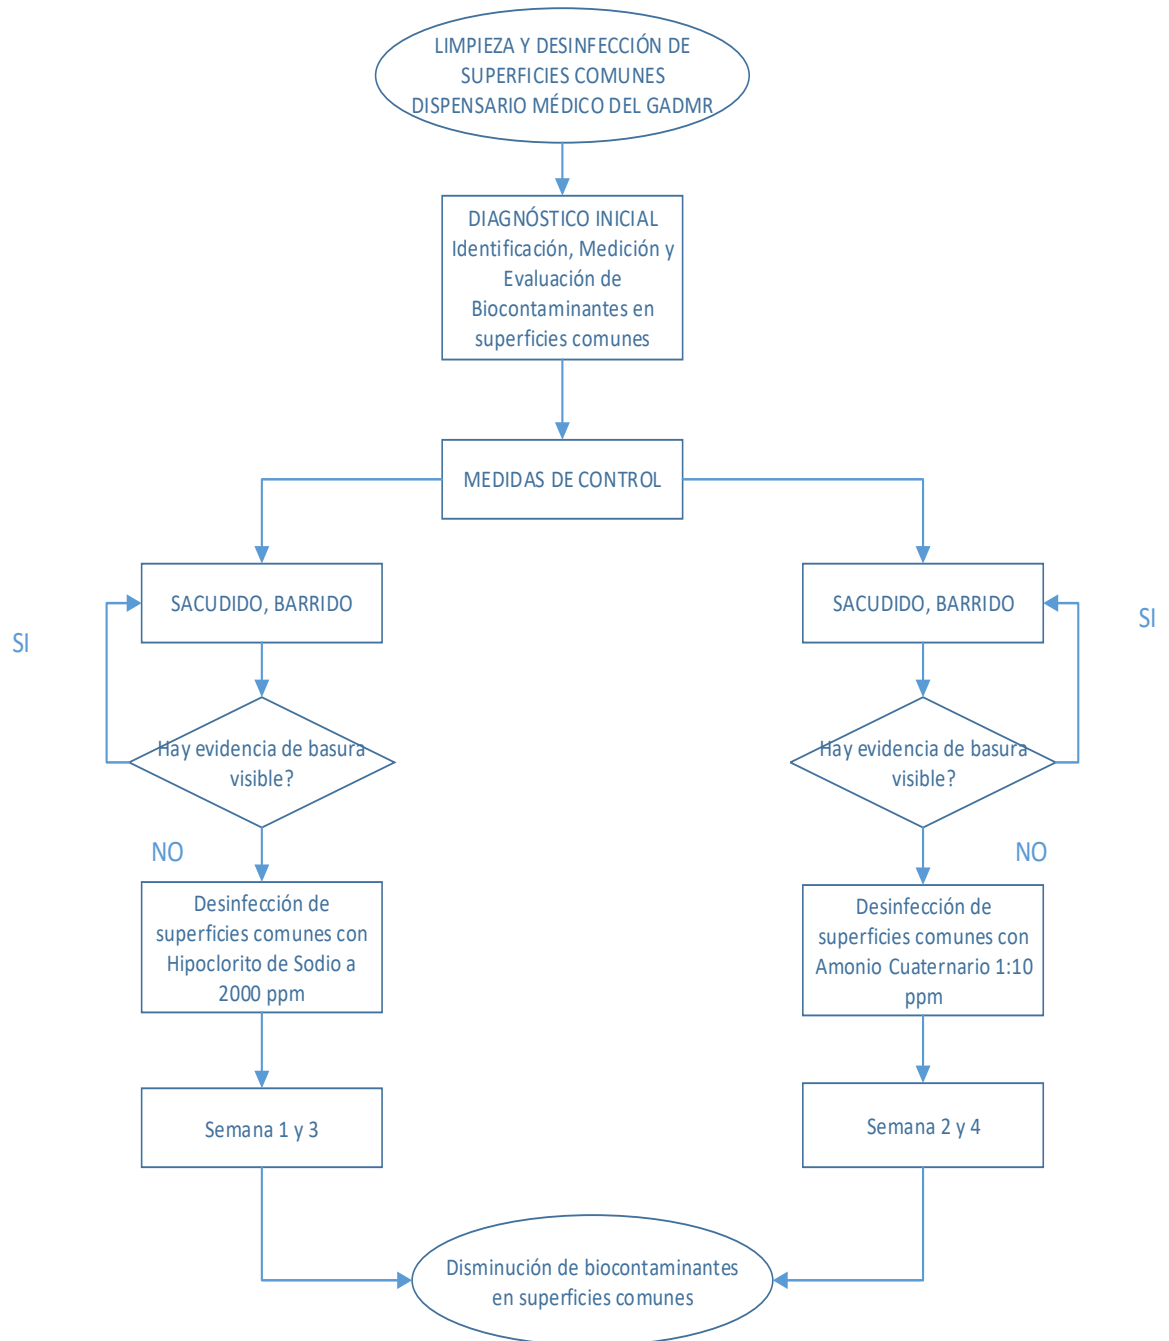 LIMPIEZA Y DESINFECCIÓN DE
SUPERFICIES COMUNES
DISPENSARIO MÉDICO DEL GADMR
DIAGNÓSTICO INICIAL
Identificación, Medición y
Evaluación de
Biocontaminantes en
superficies comunes
MEDIDAS DE CONTROL
SACUDIDO, BARRIDO
SI
Hay evidencia de basura
visible?
NO
Desinfección de
superficies comunes con
Hipoclorito de Sodio a
2000 ppm
Semana 1 y 3
SACUDIDO, BARRIDO
SI
Hay evidencia de basura
visible?
NO
Desinfección de
superficies comunes con
Amonio Cuaternario 1:10
ppm
Semana 2 y 4
Disminución de biocontaminantes
en superficies comunes